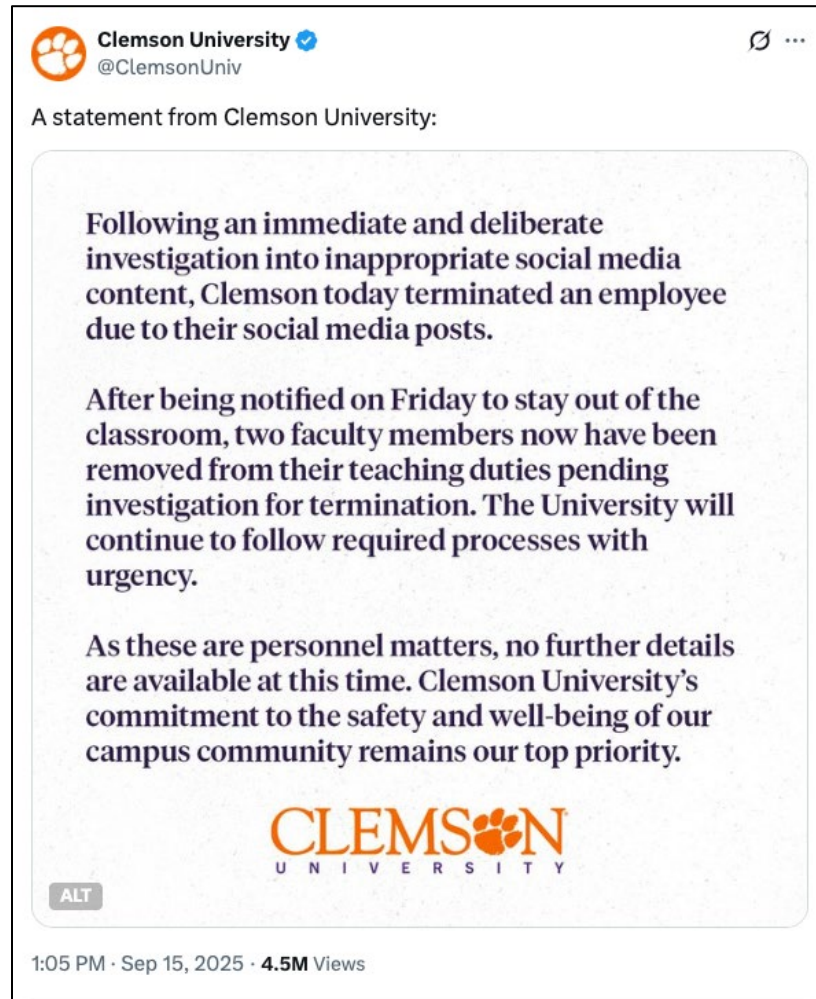 Clemson University
@ClemsonUniv
A statement from Clemson University:
Following an immediate and deliberate
investigation into inappropriate social media
content, Clemson today terminated an employee
due to their social media posts.
After being notified on Friday to stay out of the
classroom, two faculty members now have been
removed from their teaching duties pending
investigation for termination. The University will
continue to follow required processes with
urgency.
As these are personnel matters, no further details
are available at this time. Clemson University’s
commitment to the safety and well-being of our
campus community remains our top priority.
CLEMSON
UNIVERSITY
ALT
1:05 PM · Sep 15, 2025 · 4.5M Views